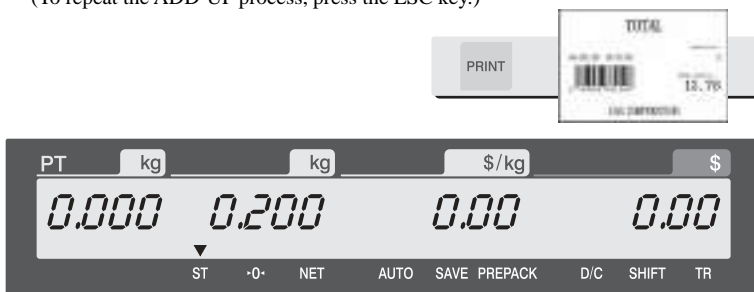 (To repeat the ADD-UP process, press the ESC key.)
PRINT
TOTAL
12.78
PT kg kg $/kg $
0.000 0.200 0.00 0.00
▼
ST ▸0◂ NET AUTO SAVE PREPACK D/C SHIFT TR